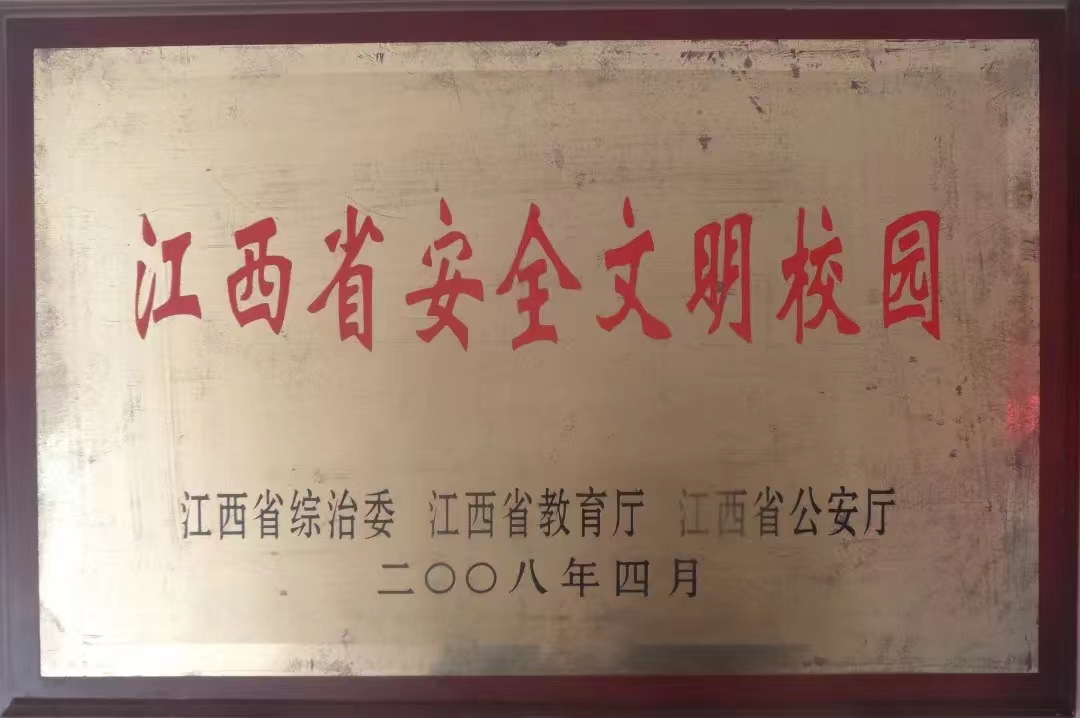 江西省安全文明校园
江西省综治委 江西省教育厅 江西省公安厅
二〇〇八年四月